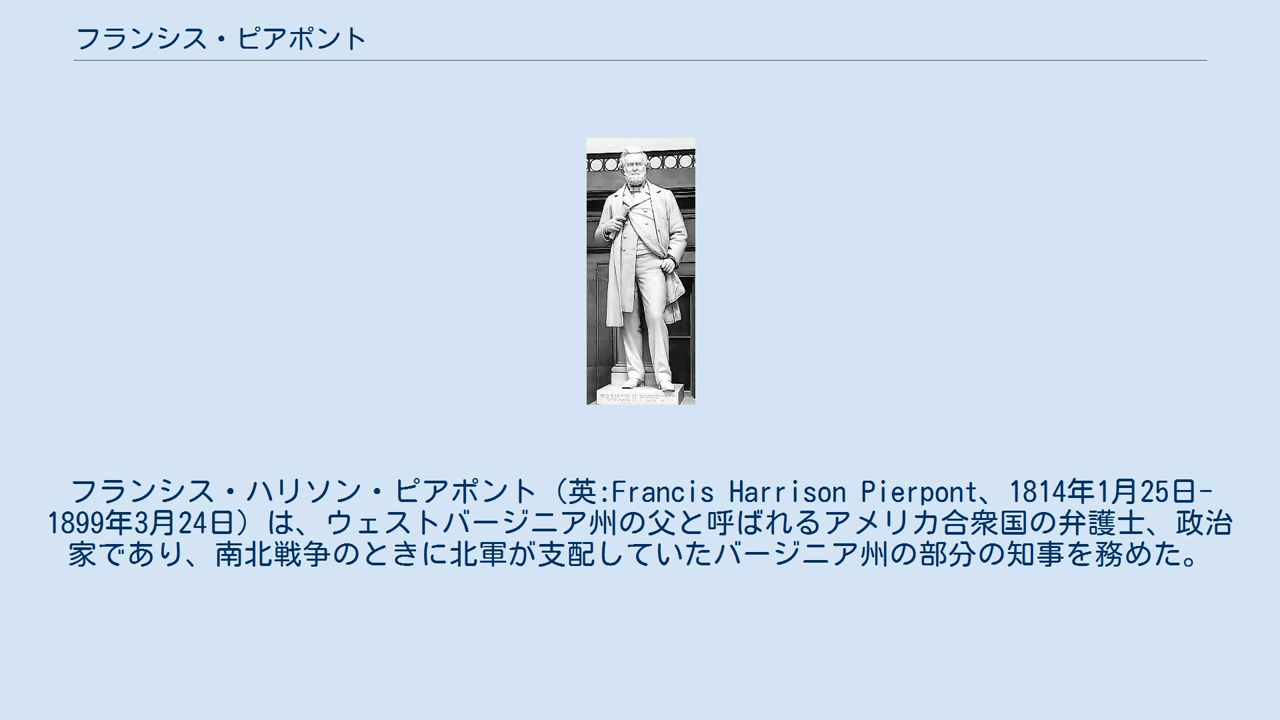 フランシス・ピアポント
FRANCIS H. PIERPONT
フランシス・ハリソン・ピアポント（英:Francis Harrison Pierpont、1814年1月25日-
1899年3月24日）は、ウェストバージニア州の父と呼ばれるアメリカ合衆国の弁護士、政治
家であり、南北戦争のときに北軍が支配していたバージニア州の部分の知事を務めた。